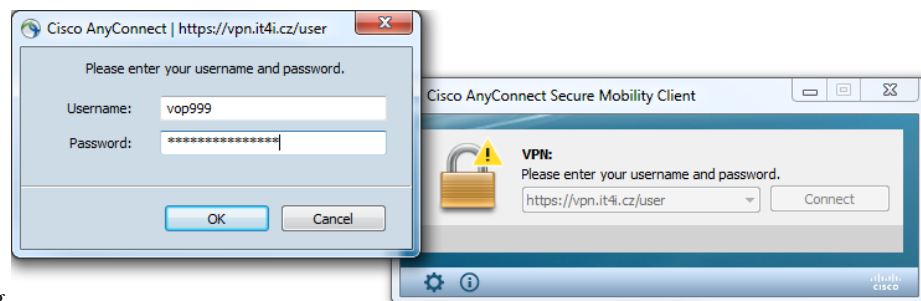 Cisco AnyConnect | https://vpn.it4i.cz/user
Please enter your username and password.
Username: vop999
Password: ***************
OK Cancel
Cisco AnyConnect Secure Mobility Client
VPN:
Please enter your username and password.
https://vpn.it4i.cz/user Connect
cisco